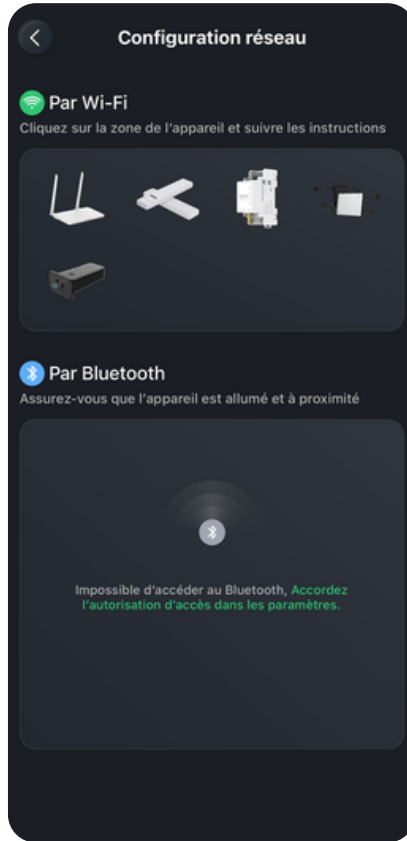 Configuration réseau
Par Wi-Fi
Cliquez sur la zone de l'appareil et suivre les instructions
Par Bluetooth
Assurez-vous que l'appareil est allumé et à proximité
Impossible d'accéder au Bluetooth, Accordez
l'autorisation d'accès dans les paramètres.